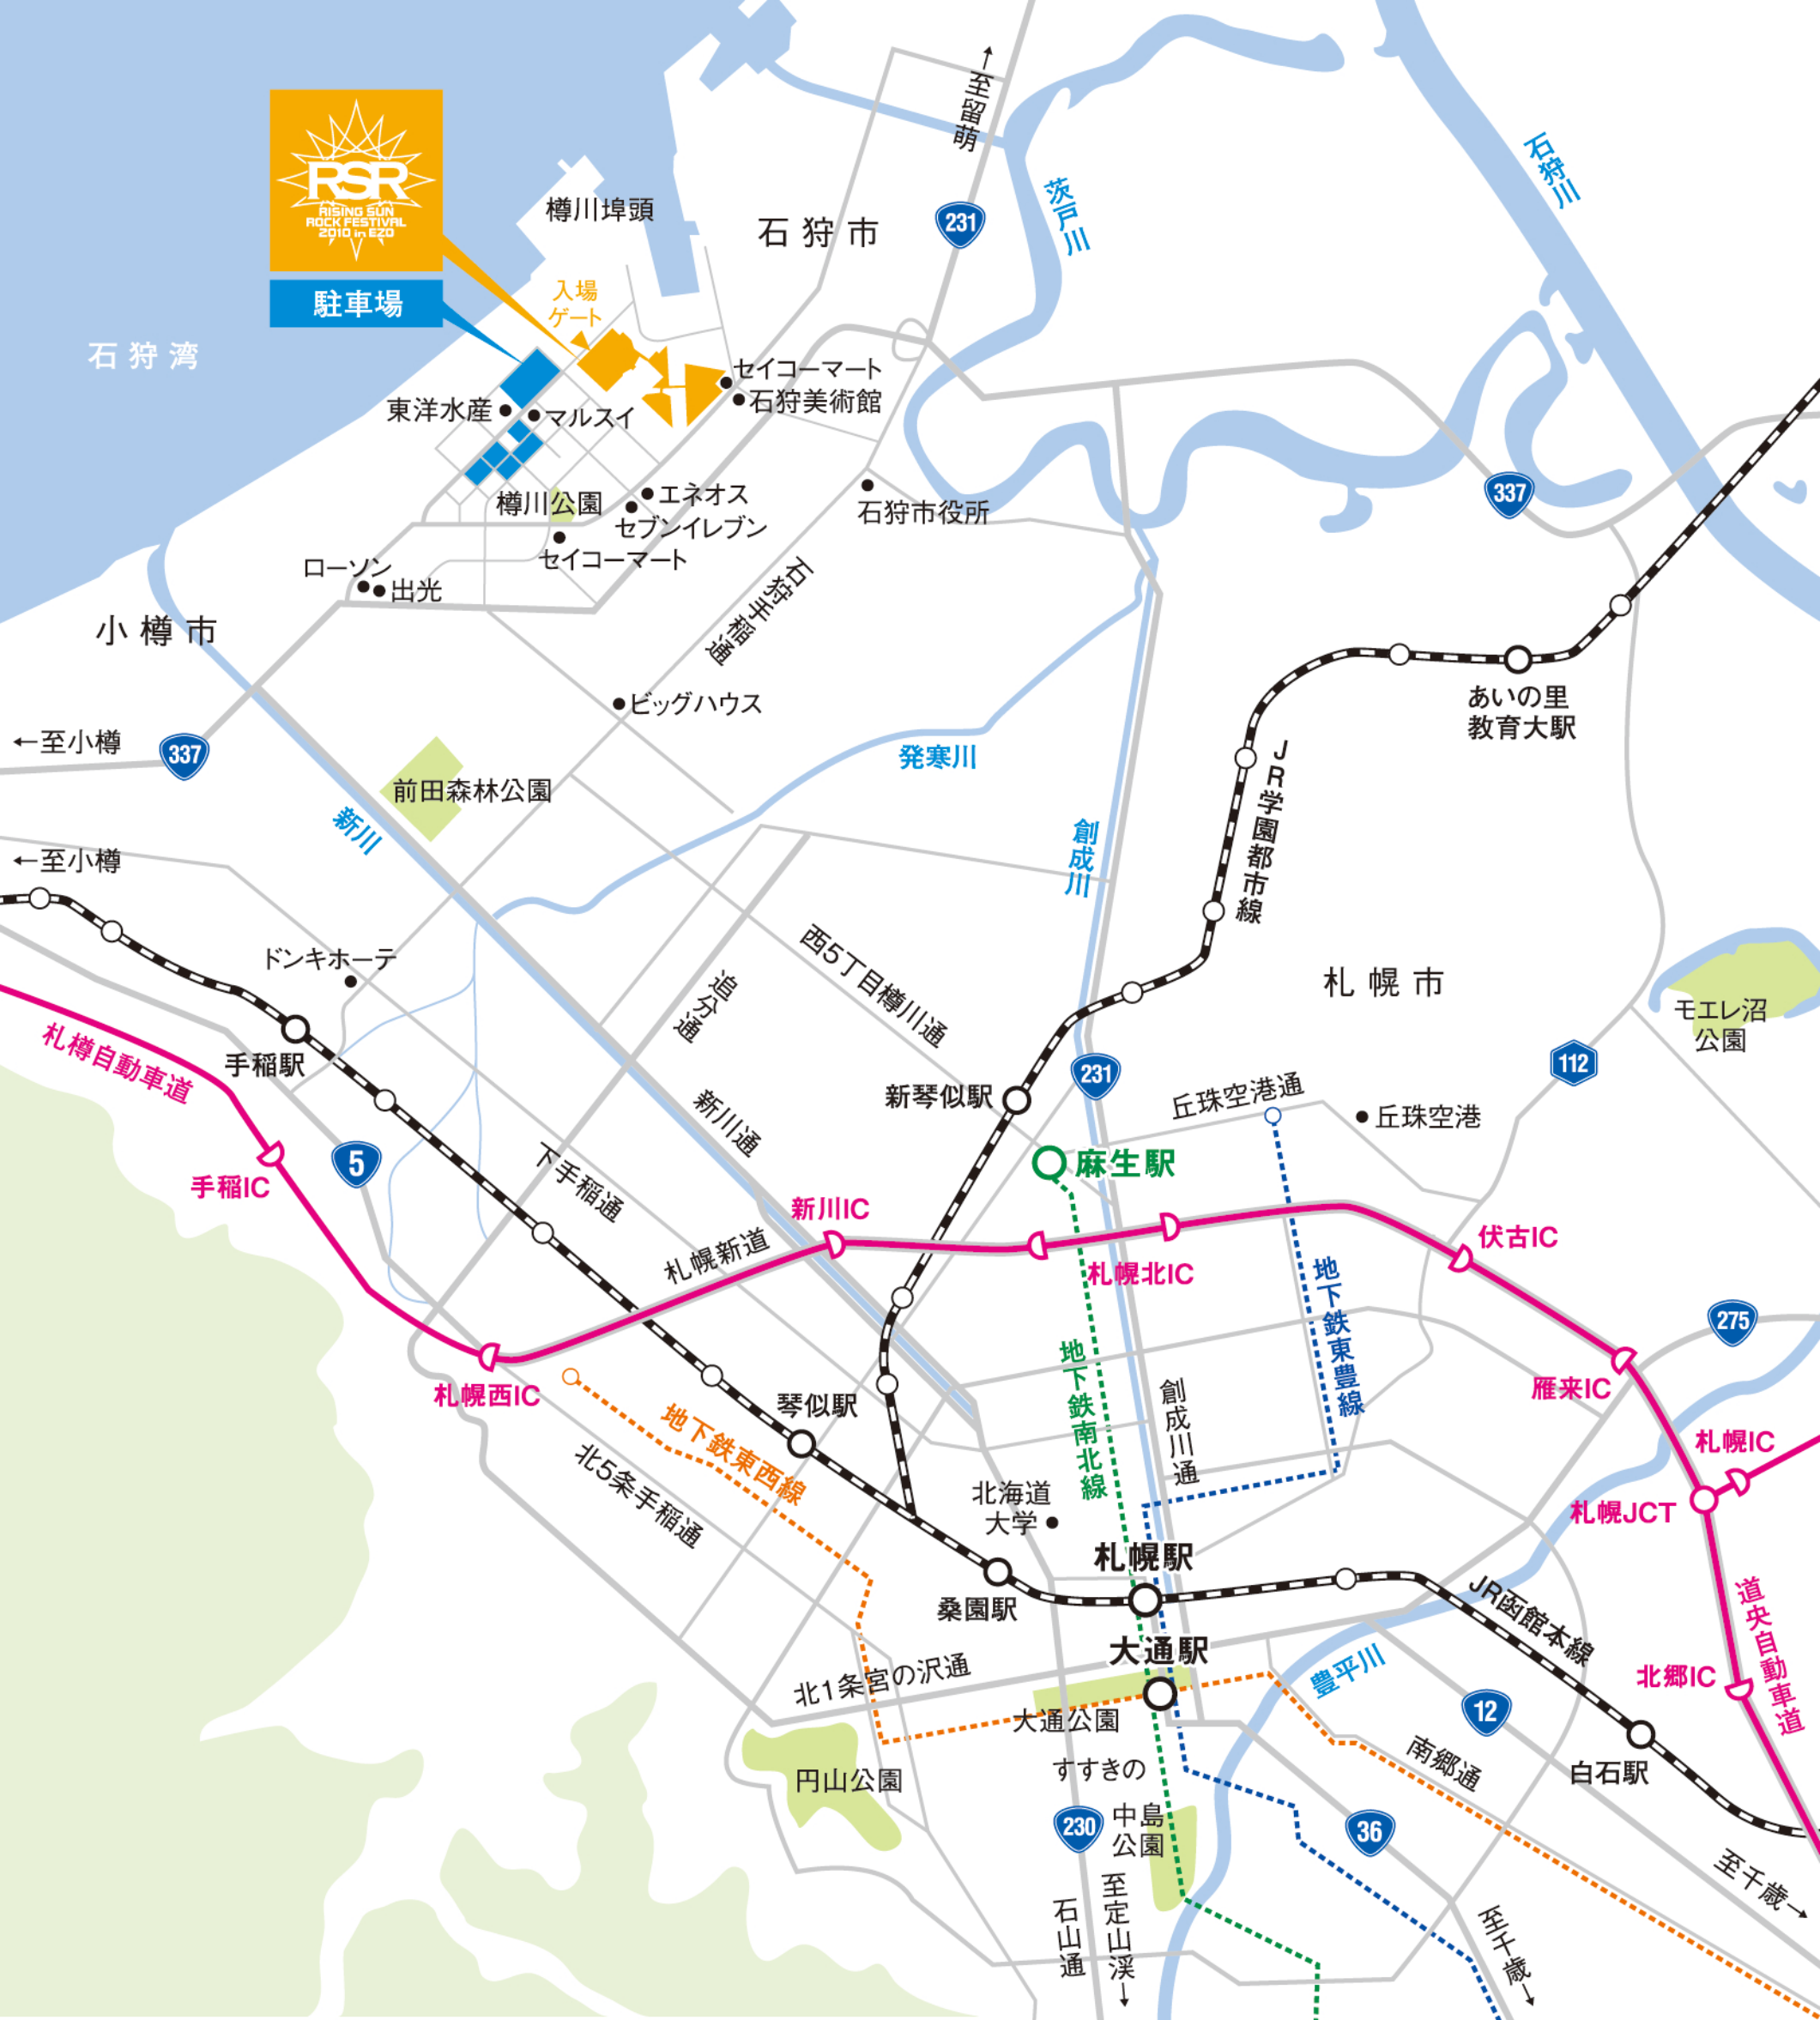 RSR
RISING SUN
ROCK FESTIVAL
2010 in EZO
駐車場
石狩湾
樽川埠頭
石狩市
↑至留萌
231
茨戸川
石狩川
入場
ゲート
セイコーマート
石狩美術館
東洋水産
マルスイ
樽川公園
エネオス
セブンイレブン
セイコーマート
石狩市役所
337
ローソン
出光
小樽市
石狩手稲通
ビッグハウス
あいの里
教育大駅
←至小樽
337
発寒川
JR学園都市線
前田森林公園
新川
創成川
←至小樽
ドンキホーテ
西5丁目樽川通
追分通
札幌市
モエレ沼
公園
札樽自動車道
手稲駅
新琴似駅
231
112
丘珠空港通
丘珠空港
新川通
麻生駅
5
手稲IC
下手稲通
新川IC
札幌新道
札幌北IC
伏古IC
地下鉄東豊線
275
地下鉄南北線
雁来IC
札幌西IC
琴似駅
創成川通
地下鉄東西線
札幌IC
北5条手稲通
北海道
大学
札幌JCT
札幌駅
桑園駅
JR函館本線
道央自動車道
大通駅
北1条宮の沢通
豊平川
北郷IC
12
大通公園
南郷通
白石駅
すすきの
円山公園
230
中島
公園
36
至千歳→
石山通
至定山渓→
至千歳→